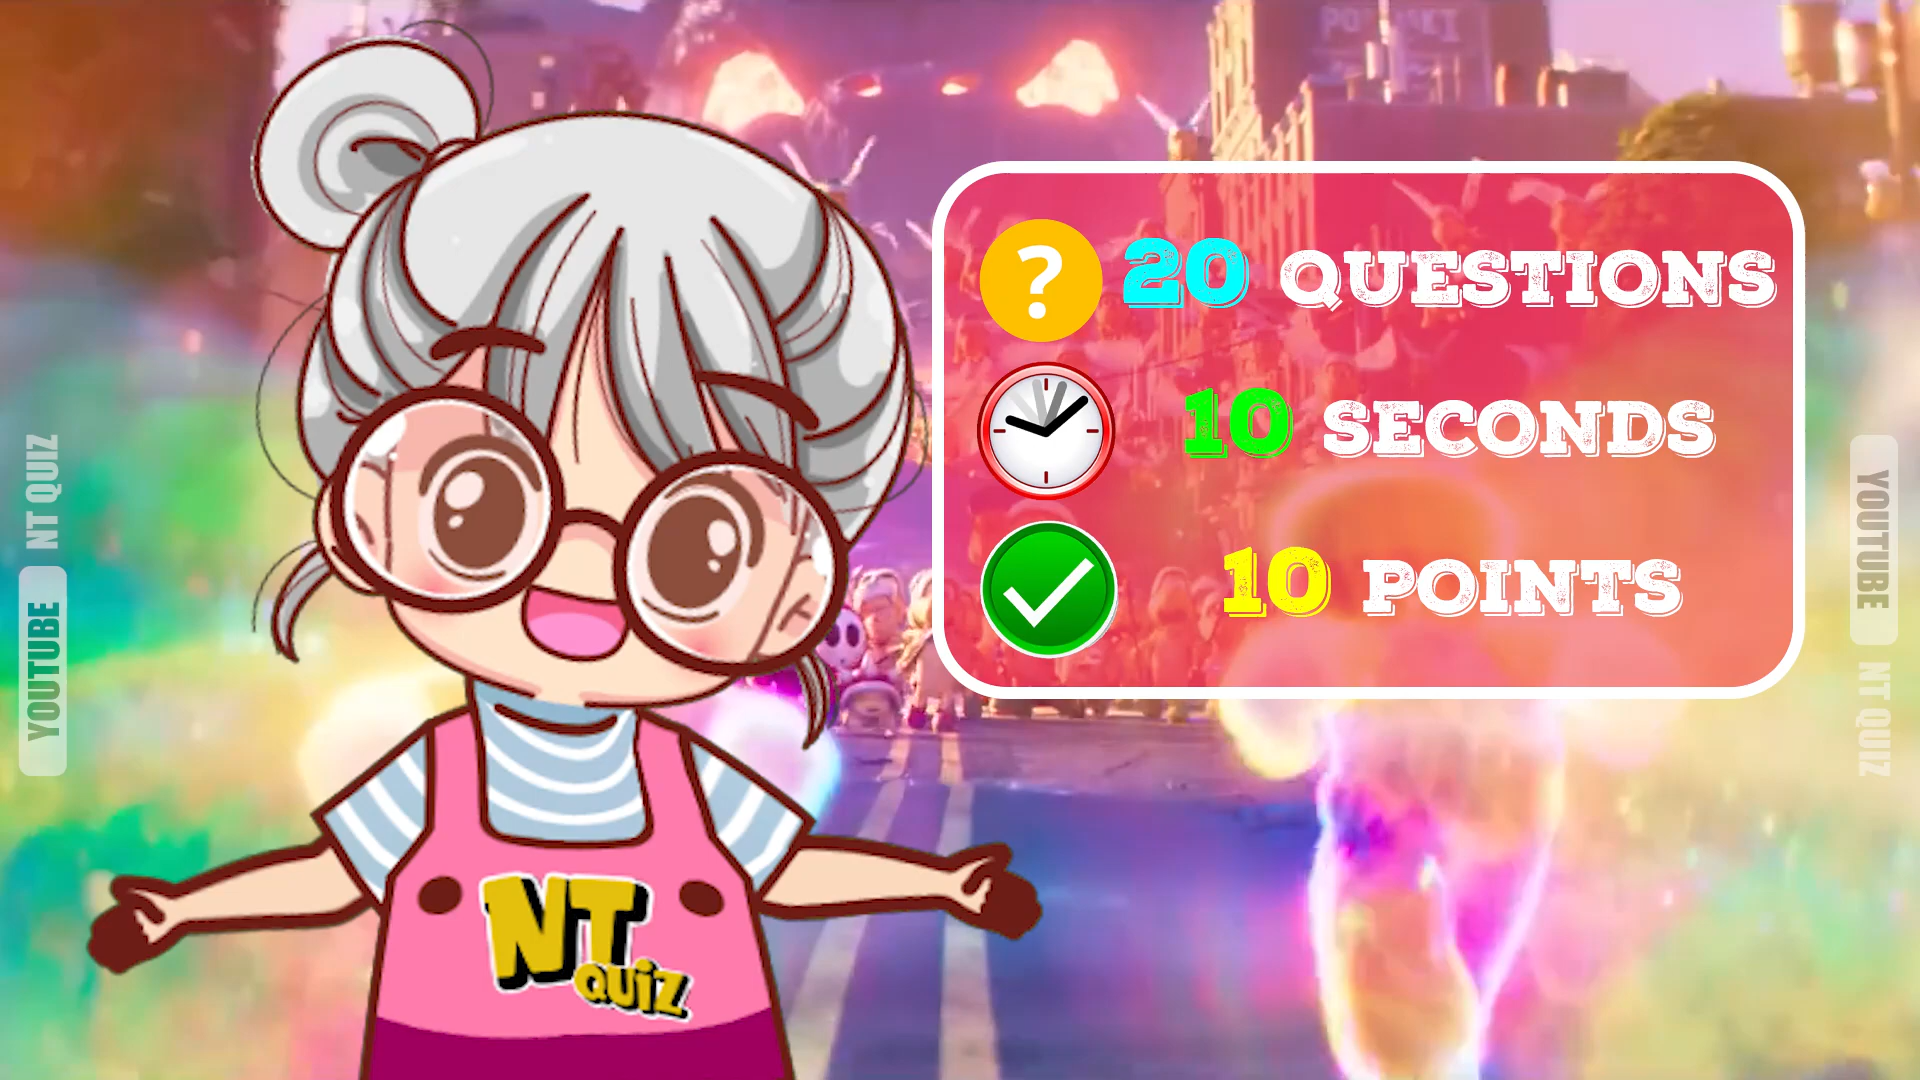 20 QUESTIONS
10 SECONDS
10 POINTS
NT QUIZ
YOUTUBE NT QUIZ
YOUTUBE NT QUIZ